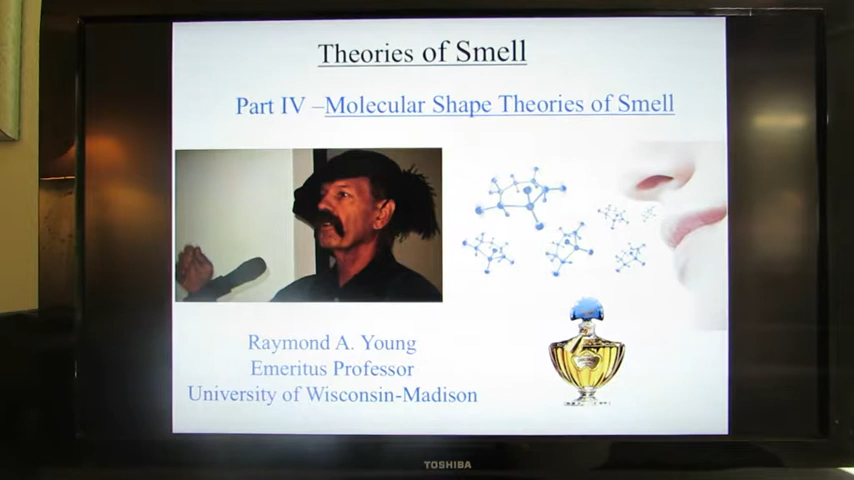 Theories of Smell
Part IV –Molecular Shape Theories of Smell
Raymond A. Young
Emeritus Professor
University of Wisconsin-Madison
TOSHIBA